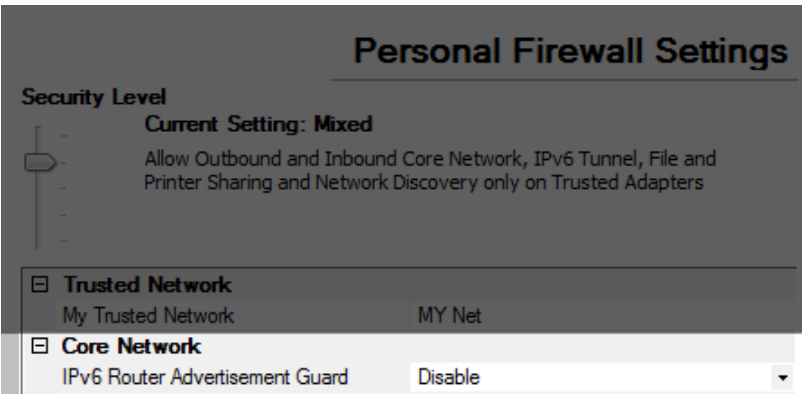 Personal Firewall Settings
Security Level
Current Setting: Mixed
Allow Outbound and Inbound Core Network, IPv6 Tunnel, File and
Printer Sharing and Network Discovery only on Trusted Adapters
Trusted Network
My Trusted Network MY Net
Core Network
IPv6 Router Advertisement Guard Disable